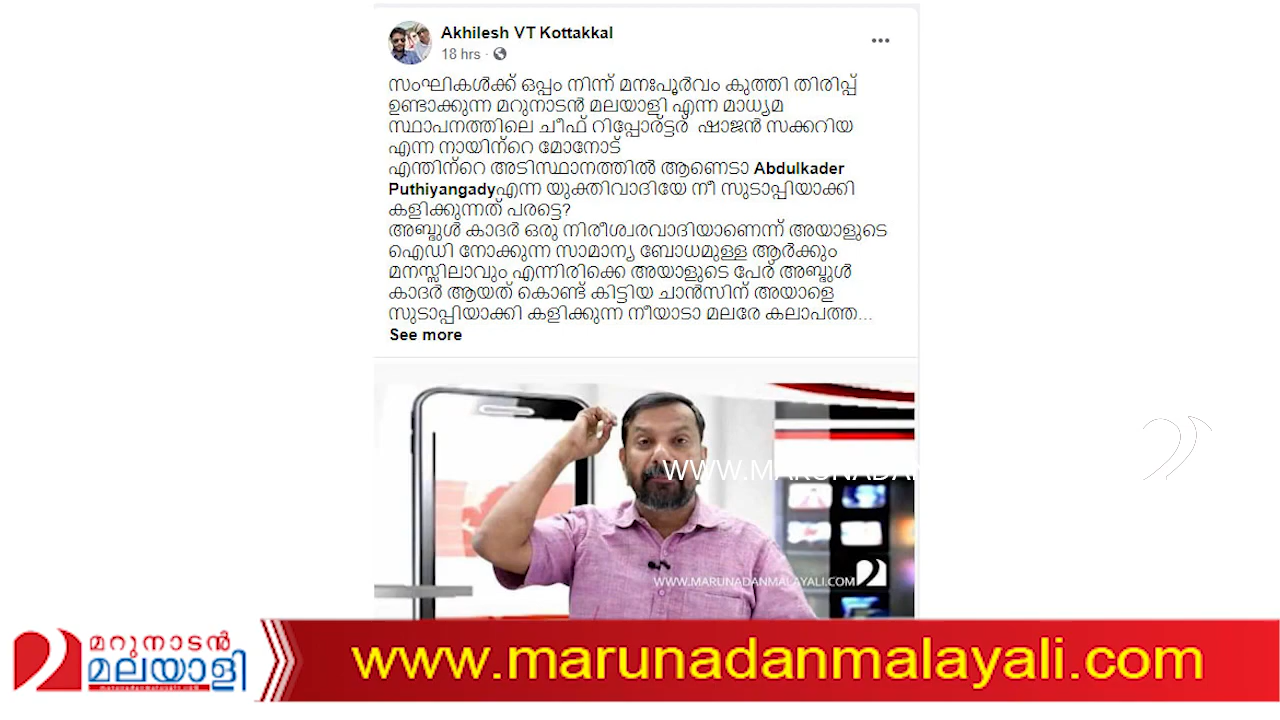 Akhilesh VT Kottakkal
18 hrs ·
സംഘികൾക്ക് ഒപ്പം നിന്ന് മനഃപൂർവം കുത്തി തിരിപ്പ്
ഉണ്ടാക്കുന്ന മറുനാടൻ മലയാളി എന്ന മാധ്യമ
സ്ഥാപനത്തിലെ ചീഫ് റിപ്പോര്ട്ടര് ഷാജൻ സക്കറിയ
എന്ന നായിന്റെ മോനോട്
എന്തിന്റെ അടിസ്ഥാനത്തിൽ ആണെടാ Abdulkader
Puthiyangadyഎന്ന യുക്തിവാദിയേ നീ സുടാപ്പിയാക്കി
കളിക്കുന്നത് പരട്ടെ?
അബ്ദുൾ കാദർ ഒരു നിരീശ്വരവാദിയാണെന്ന് അയാളുടെ
ഐഡി നോക്കുന്ന സാമാന്യ ബോധമുള്ള ആർക്കും
മനസ്സിലാവും എന്നിരിക്കെ അയാളുടെ പേര് അബ്ദുൾ
കാദർ ആയത് കൊണ്ട് കിട്ടിയ ചാൻസിന് അയാളെ
സുടാപ്പിയാക്കി കളിക്കുന്ന നീയാടാ മലരേ കലാപത്ത...
See more
WWW.MARUNADAN
WWW.MARUNADANMALAYALI.COM
മറുനാടൻ
മലയാളി
www.marunadanmalayali.com